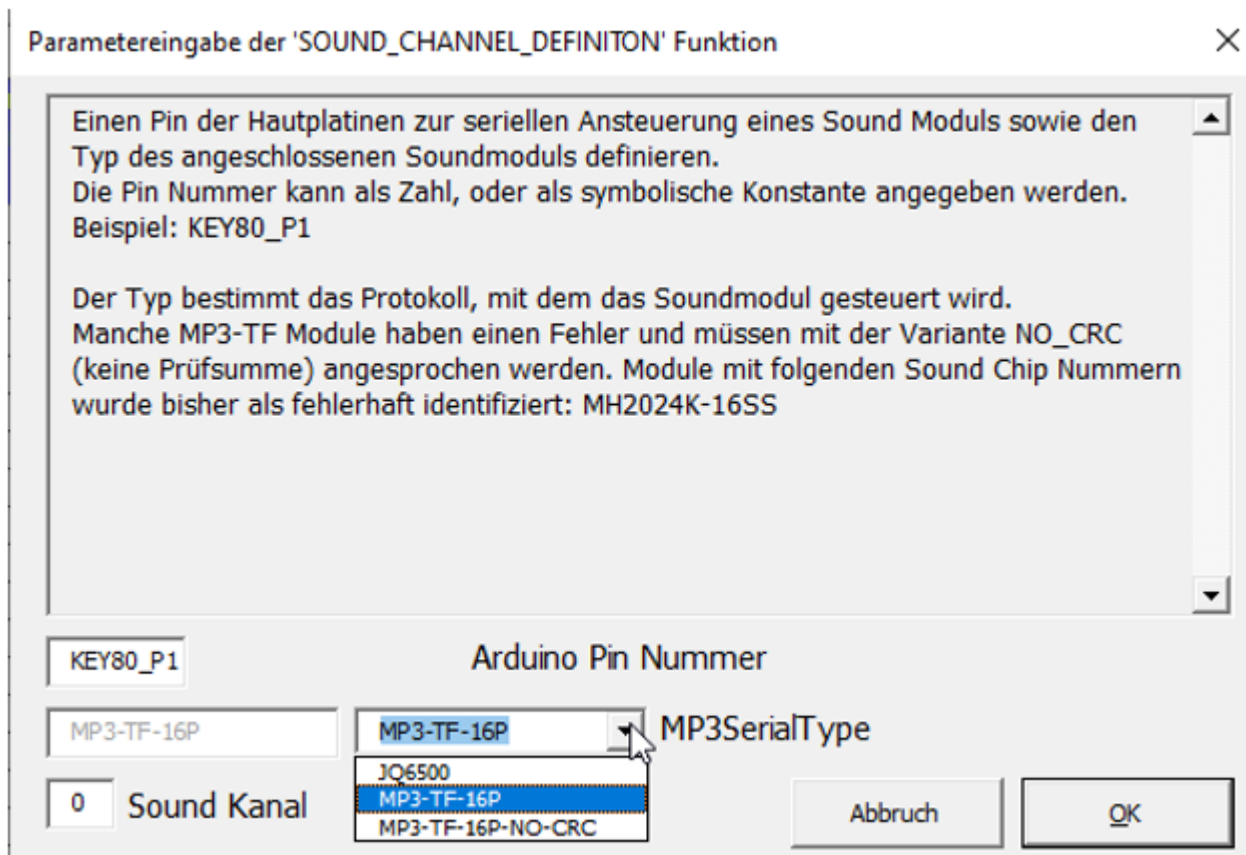 Parametereingabe der 'SOUND_CHANNEL_DEFINITON' Funktion
Einen Pin der Hautplatinen zur seriellen Ansteuerung eines Sound Moduls sowie den
Typ des angeschlossenen Soundmoduls definieren.
Die Pin Nummer kann als Zahl, oder als symbolische Konstante angegeben werden.
Beispiel: KEY80_P1
Der Typ bestimmt das Protokoll, mit dem das Soundmodul gesteuert wird.
Manche MP3-TF Module haben einen Fehler und müssen mit der Variante NO_CRC
(keine Prüfsumme) angesprochen werden. Module mit folgenden Sound Chip Nummern
wurde bisher als fehlerhaft identifiziert: MH2024K-16SS
KEY80_P1 Arduino Pin Nummer
MP3-TF-16P MP3-TF-16P MP3SerialType
JQ6500
MP3-TF-16P
MP3-TF-16P-NO-CRC
0 Sound Kanal
Abbruch OK